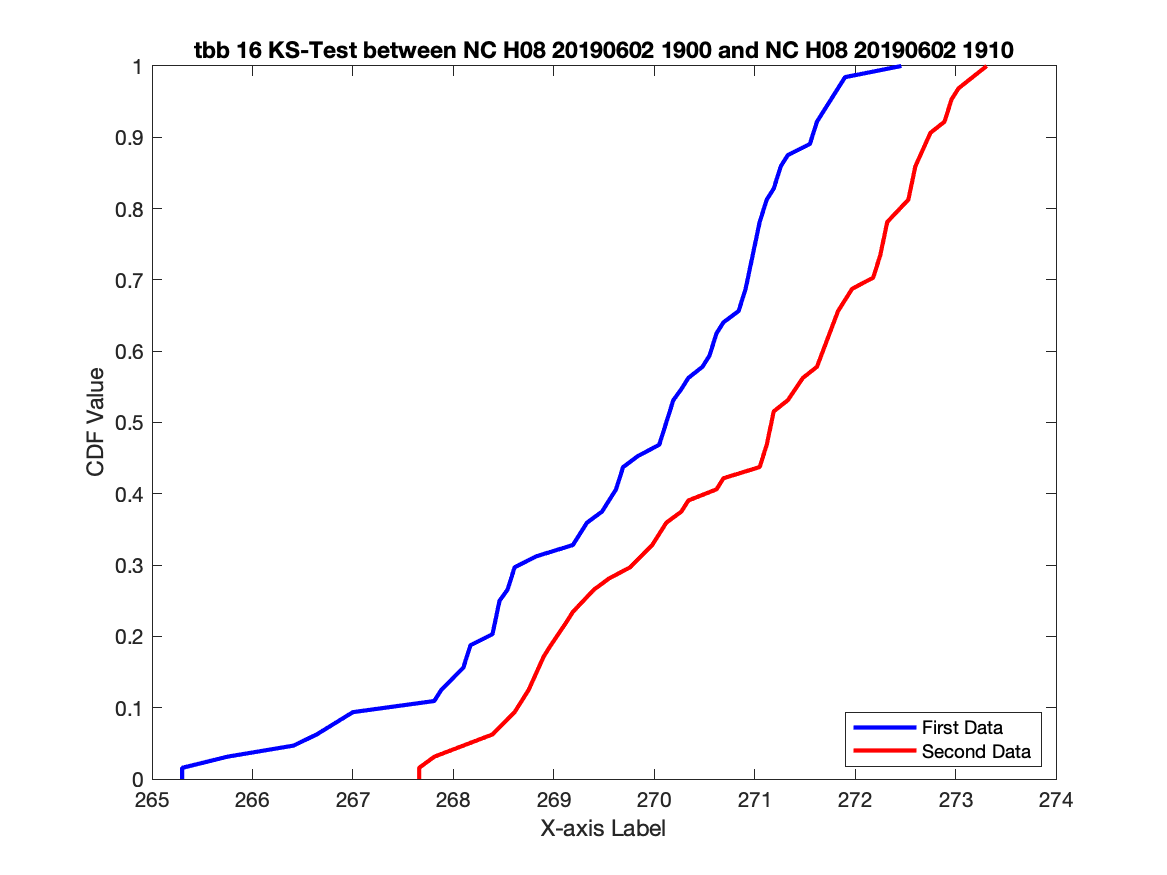 tbb 16 KS-Test between NC H08 20190602 1900 and NC H08 20190602 1910
1
0.9
0.8
0.7
0.6
0.5
0.4
0.3
0.2
0.1
0
CDF Value
First Data
Second Data
265 266 267 268 269 270 271 272 273 274
X-axis Label